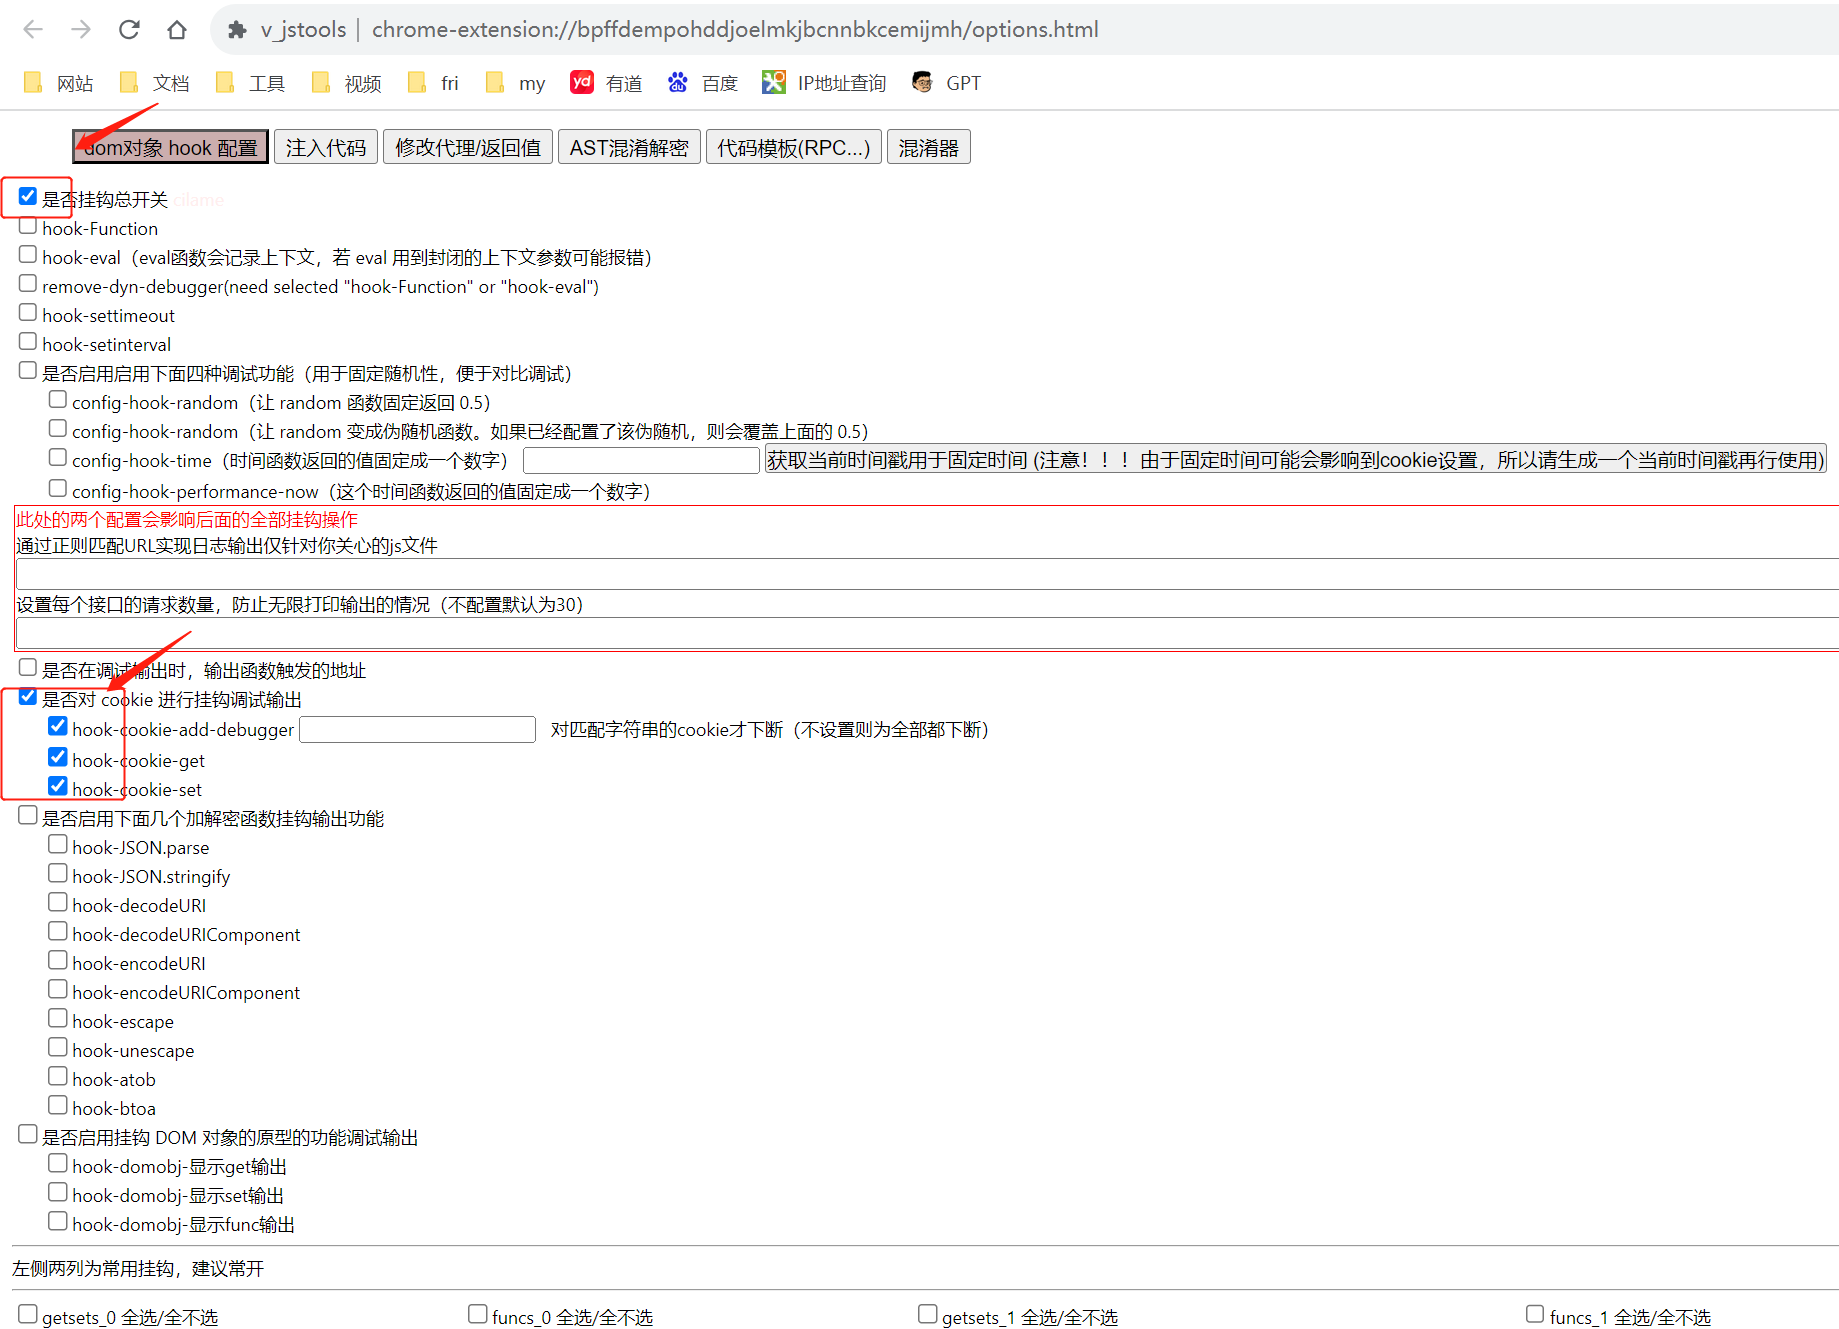 v_jstools | chrome-extension://bpffdempohddjoelmkjbcnnbkcemijmh/options.html
网站 文档 工具 视频 fri my yd 有道 百度 IP地址查询 GPT
dom对象 hook 配置 注入代码 修改代理/返回值 AST混淆解密 代码模板(RPC...) 混淆器
是否挂钩总开关 cilame
hook-Function
hook-eval（eval函数会记录上下文，若 eval 用到封闭的上下文参数可能报错）
remove-dyn-debugger(need selected "hook-Function" or "hook-eval")
hook-settimeout
hook-setinterval
是否启用启用下面四种调试功能（用于固定随机性，便于对比调试）
config-hook-random（让 random 函数固定返回 0.5）
config-hook-random（让 random 变成伪随机函数。如果已经配置了该伪随机，则会覆盖上面的 0.5）
config-hook-time（时间函数返回的值固定成一个数字） 获取当前时间戳用于固定时间 (注意！！！由于固定时间可能会影响到cookie设置，所以请生成一个当前时间戳再行使用)
config-hook-performance-now（这个时间函数返回的值固定成一个数字）
此处的两个配置会影响后面的全部挂钩操作
通过正则匹配URL实现日志输出仅针对你关心的js文件
设置每个接口的请求数量，防止无限打印输出的情况（不配置默认为30）
是否在调试输出时，输出函数触发的地址
是否对 cookie 进行挂钩调试输出
hook-cookie-add-debugger 对匹配字符串的cookie才下断（不设置则为全部都下断）
hook-cookie-get
hook-cookie-set
是否启用下面几个加解密函数挂钩输出功能
hook-JSON.parse
hook-JSON.stringify
hook-decodeURI
hook-decodeURIComponent
hook-encodeURI
hook-encodeURIComponent
hook-escape
hook-unescape
hook-atob
hook-btoa
是否启用挂钩 DOM 对象的原型的功能调试输出
hook-domobj-显示get输出
hook-domobj-显示set输出
hook-domobj-显示func输出
左侧两列为常用挂钩，建议常开
getsets_0 全选/全不选 funcs_0 全选/全不选 getsets_1 全选/全不选 funcs_1 全选/全不选